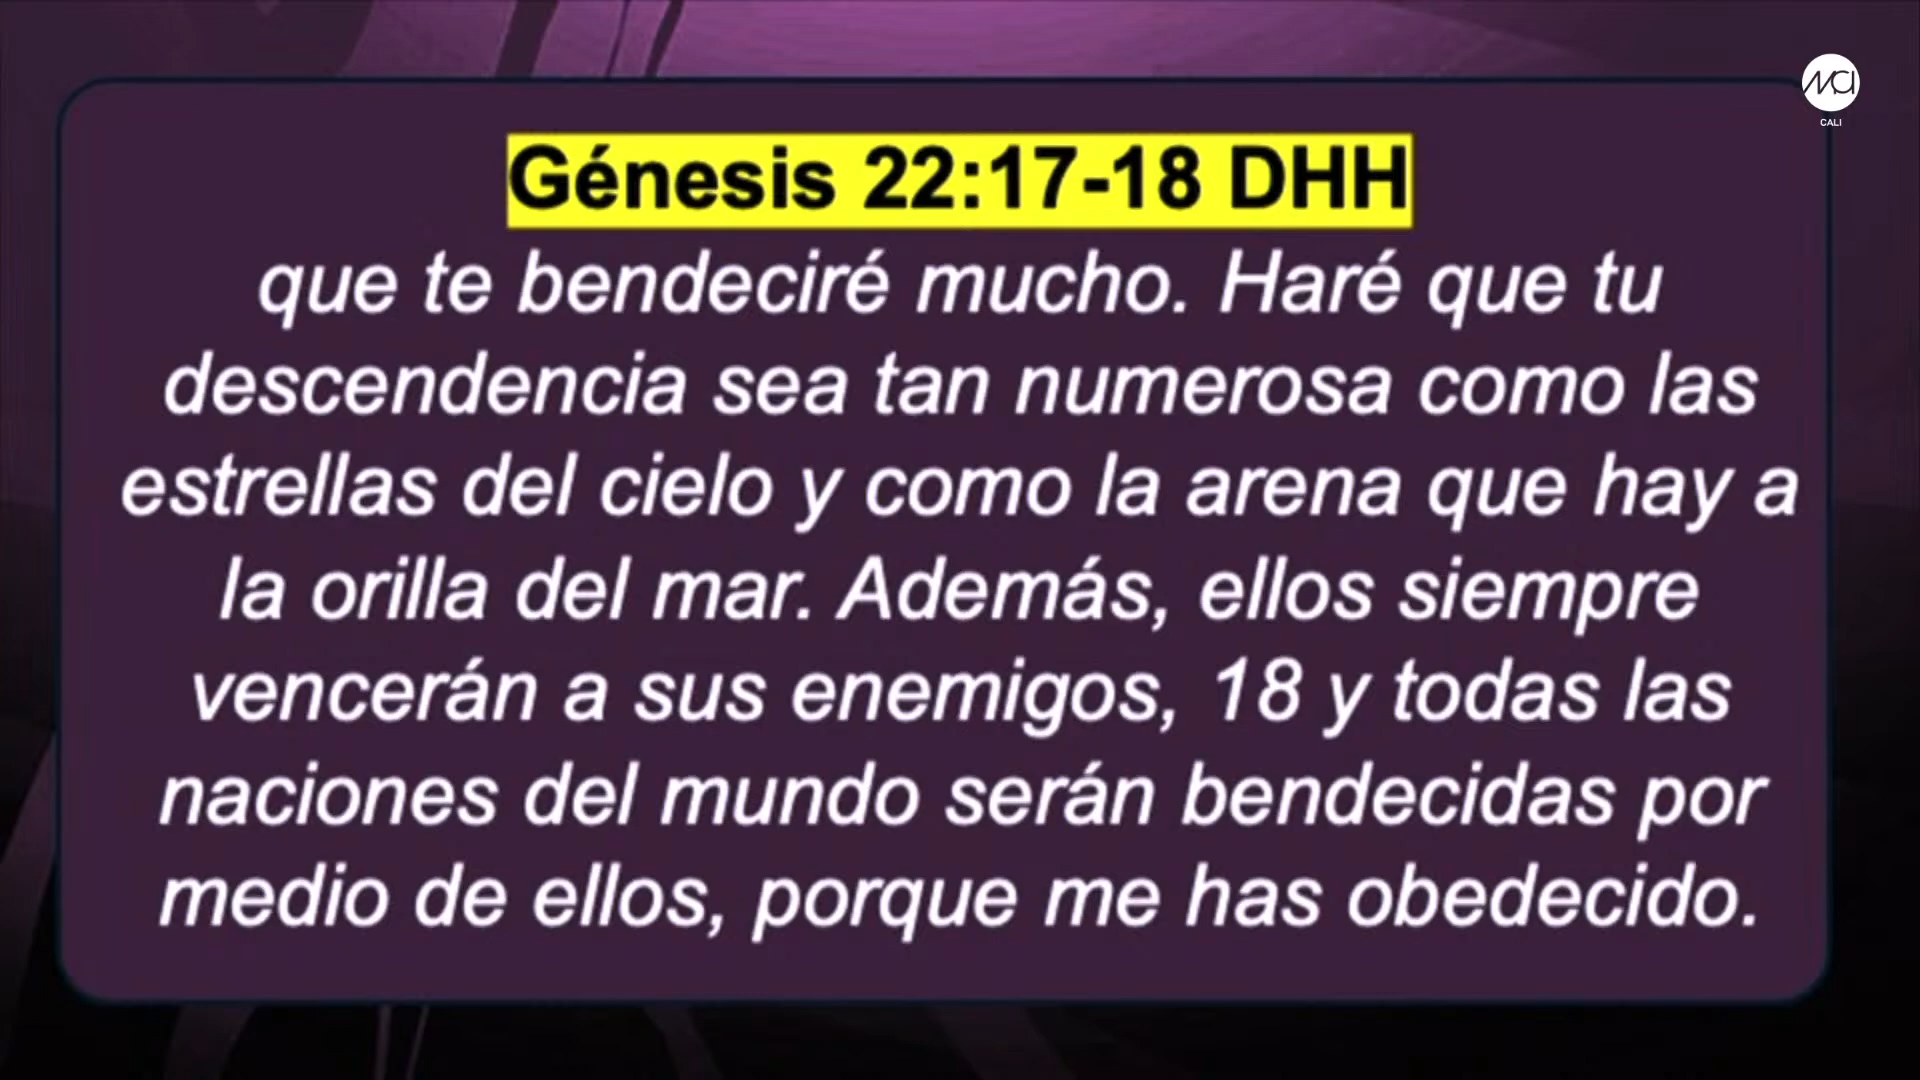 MCI
CALI
Génesis 22:17-18 DHH
que te bendeciré mucho. Haré que tu
descendencia sea tan numerosa como las
estrellas del cielo y como la arena que hay a
la orilla del mar. Además, ellos siempre
vencerán a sus enemigos, 18 y todas las
naciones del mundo serán bendecidas por
medio de ellos, porque me has obedecido.